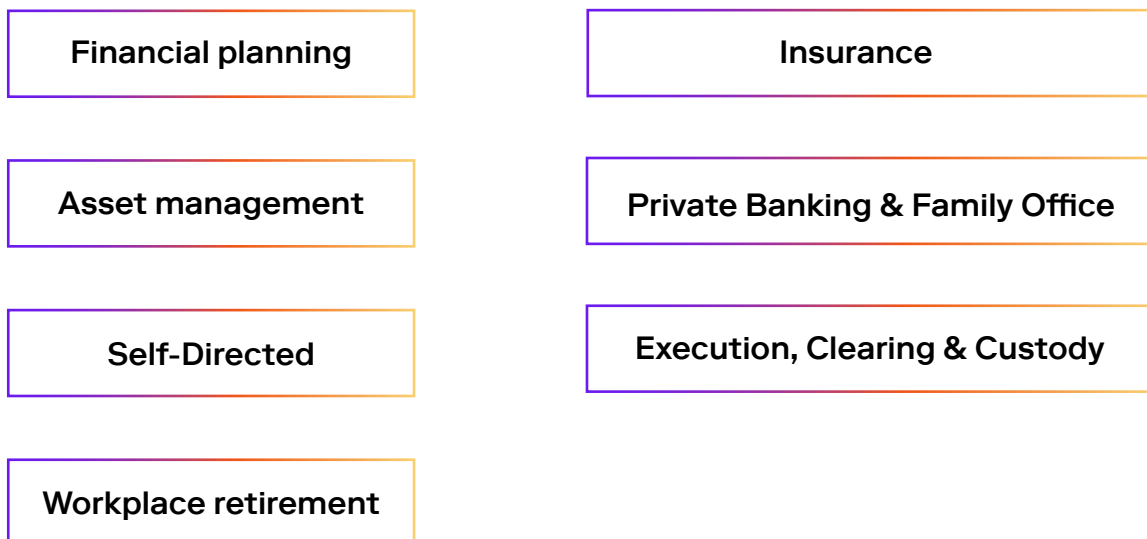 Financial planning
Asset management
Self-Directed
Workplace retirement
Insurance
Private Banking & Family Office
Execution, Clearing & Custody